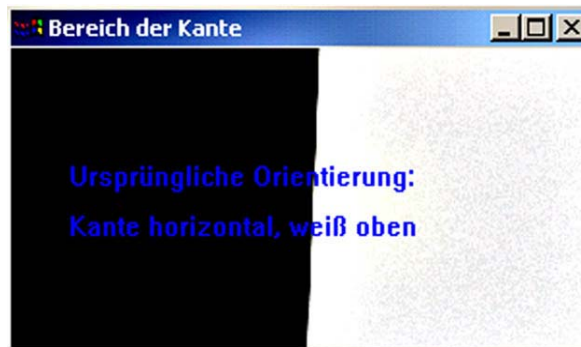 Bereich der Kante
Ursprüngliche Orientierung:
Kante horizontal, weiß oben